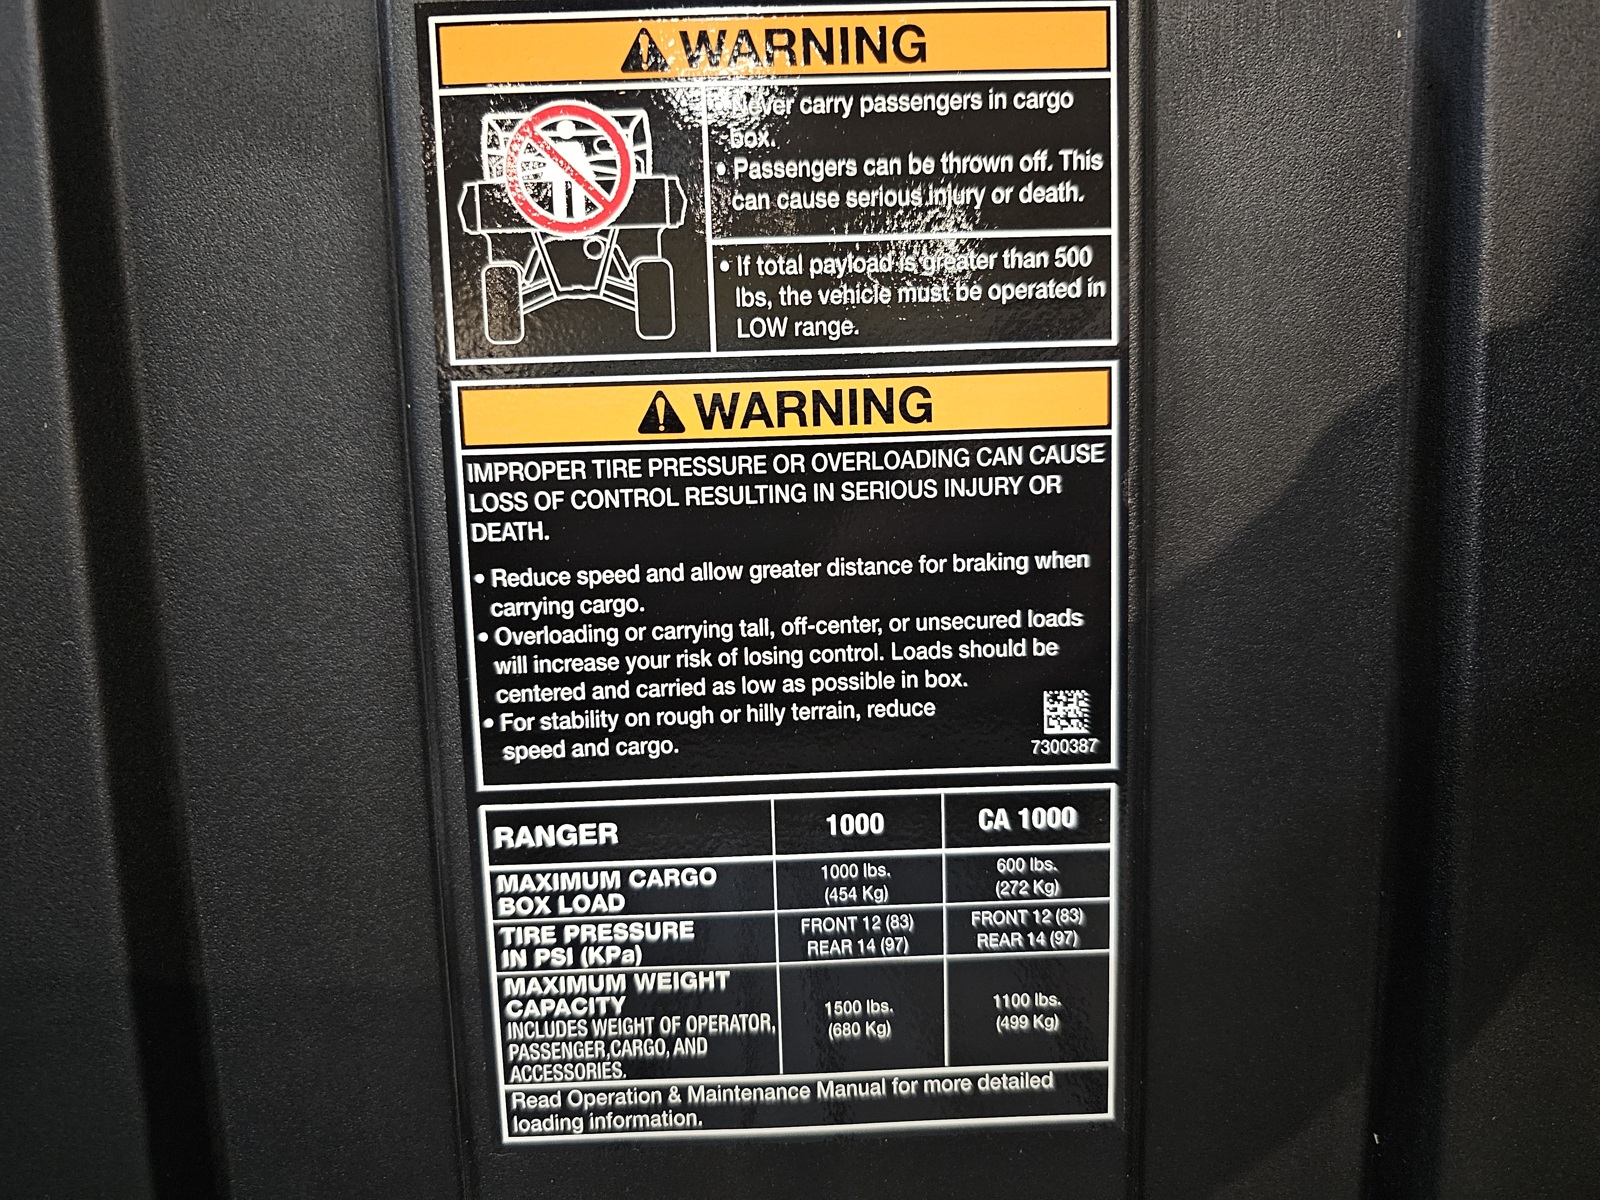 WARNING
• Never carry passengers in cargo
box.
• Passengers can be thrown off. This
can cause serious injury or death.
• If total payload is greater than 500
lbs, the vehicle must be operated in
LOW range.
WARNING
IMPROPER TIRE PRESSURE OR OVERLOADING CAN CAUSE
LOSS OF CONTROL RESULTING IN SERIOUS INJURY OR
DEATH.
• Reduce speed and allow greater distance for braking when
carrying cargo.
• Overloading or carrying tall, off-center, or unsecured loads
will increase your risk of losing control. Loads should be
centered and carried as low as possible in box.
• For stability on rough or hilly terrain, reduce
speed and cargo.
7300387
RANGER 1000 CA 1000
MAXIMUM CARGO
BOX LOAD
1000 lbs.
(454 Kg)
600 lbs.
(272 Kg)
TIRE PRESSURE
IN PSI (KPa)
FRONT 12 (83)
REAR 14 (97)
FRONT 12 (83)
REAR 14 (97)
MAXIMUM WEIGHT
CAPACITY
INCLUDES WEIGHT OF OPERATOR,
PASSENGER,CARGO, AND
ACCESSORIES.
1500 lbs.
(680 Kg)
1100 lbs.
(499 Kg)
Read Operation & Maintenance Manual for more detailed
loading information.